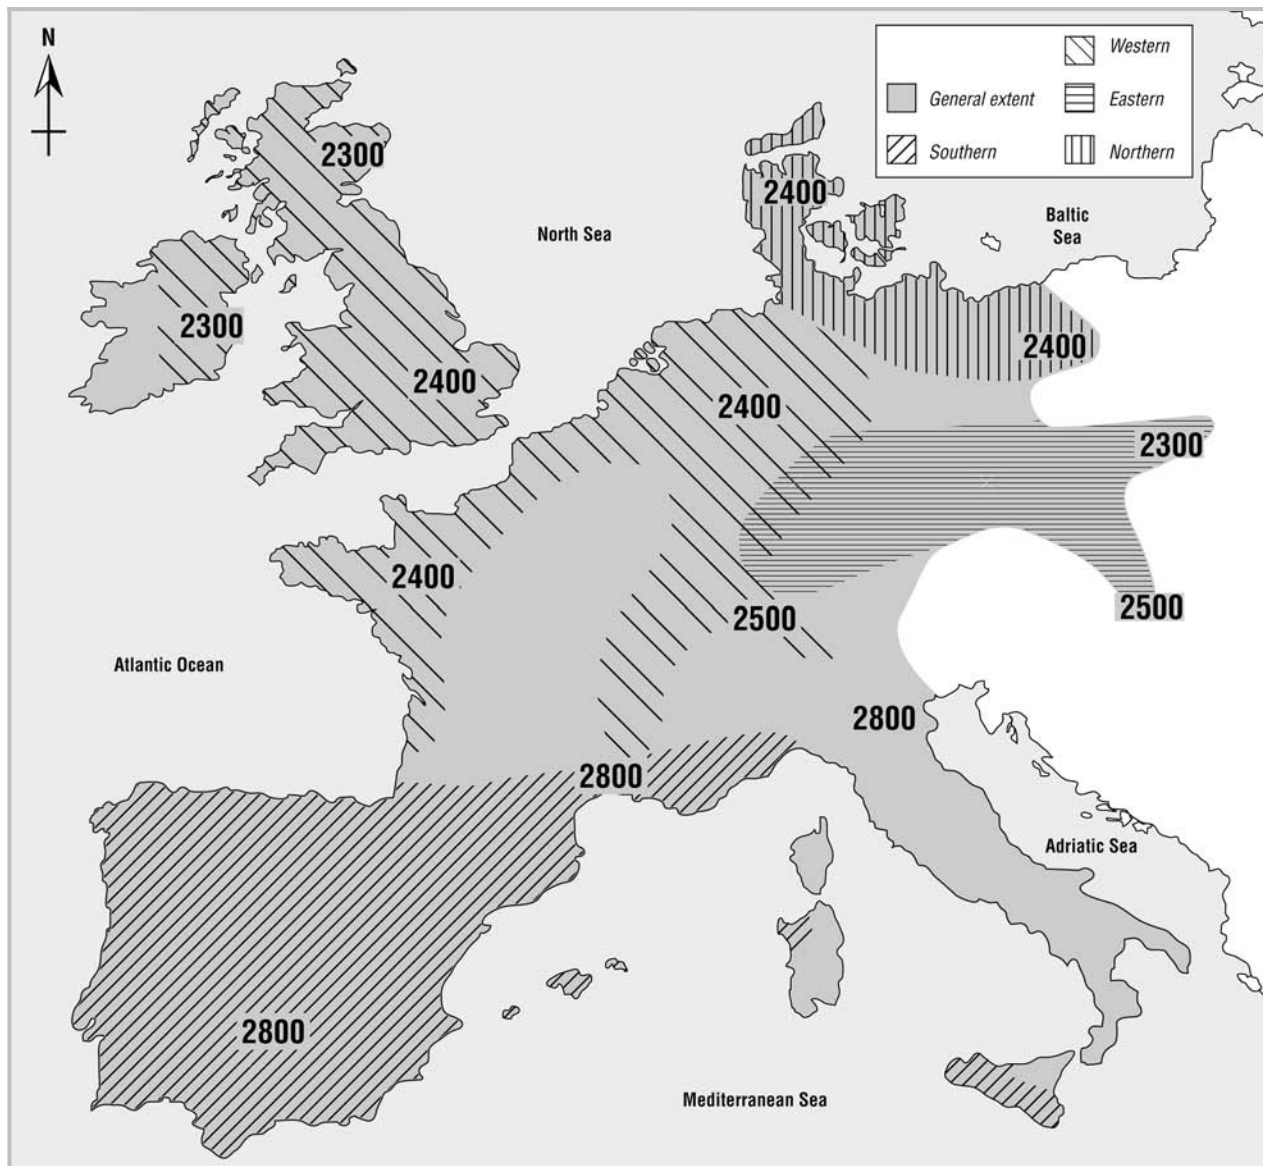 N
Western
General extent
Eastern
Southern
Northern
2300
2400
North Sea
Baltic
Sea
2300
2400
2400
2400
2300
2400
2500
2500
Atlantic Ocean
2800
2800
Adriatic Sea
2800
Mediterranean Sea